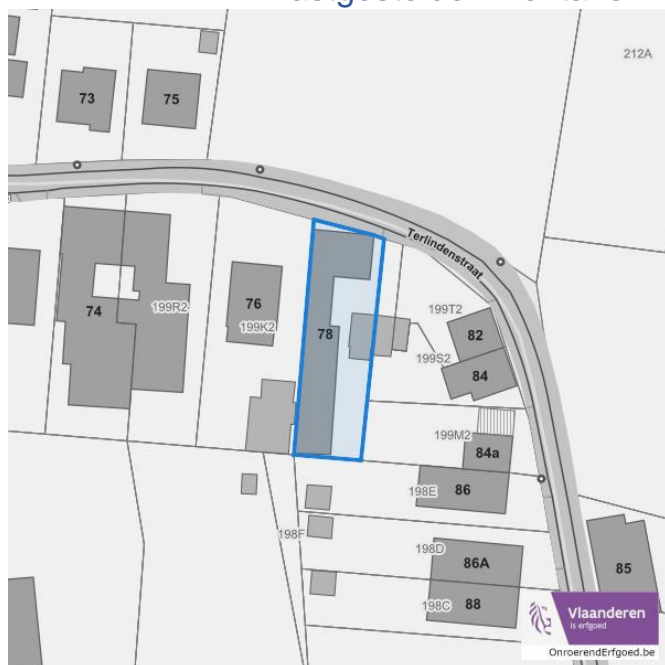 212A
73
75
Terlindenstraat
74
199R2
76
199K2
78
199T2
82
199S2
84
199M2
84a
198E
86
198F
198D
86A
85
198C
88
Vlaanderen
is erfgoed
OnroerendErfgoed.be